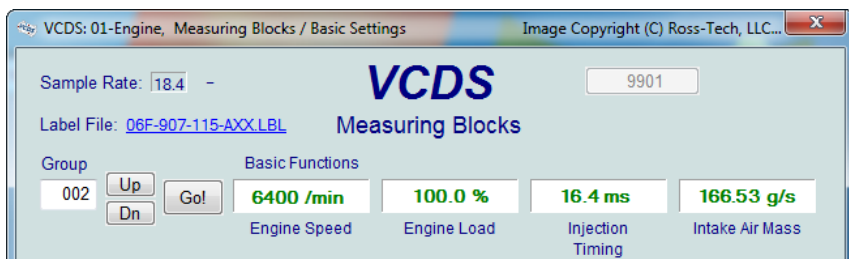 VCDS: 01-Engine, Measuring Blocks / Basic Settings Image Copyright (C) Ross-Tech, LLC... X
Sample Rate: 18.4 - VCDS 9901
Label File: 06F-907-115-AXX.LBL Measuring Blocks
Group Basic Functions
002 Up Dn Go! 6400 /min 100.0 % 16.4 ms 166.53 g/s
Engine Speed Engine Load Injection Timing Intake Air Mass